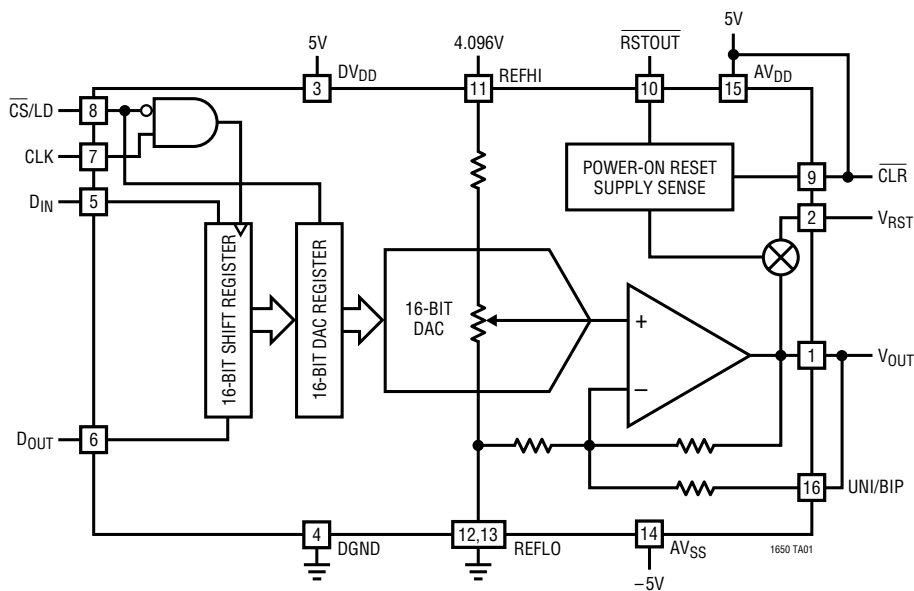 5V
5V
4.096V
RSTOUT
DVDD
REFHI
AVDD
3
11
10
15
CS/LD
8
CLK
7
DIN
5
POWER-ON RESET
SUPPLY SENSE
9
CLR
2
VRST
16-BIT SHIFT REGISTER
16-BIT DAC REGISTER
16-BIT
DAC
+
–
1
VOUT
DOUT
6
16
UNI/BIP
4
DGND
12,13
REFLO
14
AVSS
1650 TA01
–5V